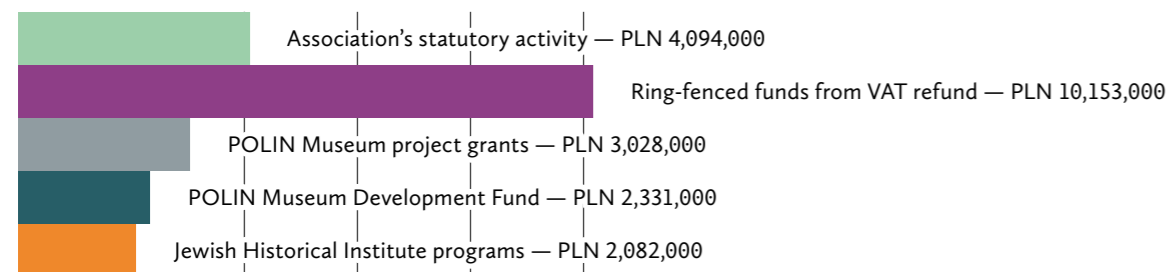 Association’s statutory activity — PLN 4,094,000
Ring-fenced funds from VAT refund — PLN 10,153,000
POLIN Museum project grants — PLN 3,028,000
POLIN Museum Development Fund — PLN 2,331,000
Jewish Historical Institute programs — PLN 2,082,000